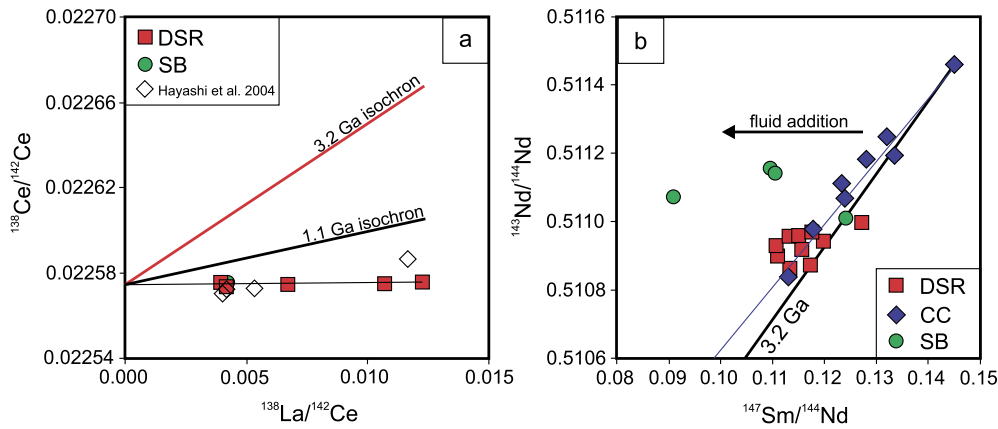 a
DSR
SB
Hayashi et al. 2004
3.2 Ga isochron
1.1 Ga isochron
0.02270
0.02266
0.02262
0.02258
0.02254
¹³⁸Ce/¹⁴²Ce
0.000
0.005
0.010
0.015
¹³⁸La/¹⁴²Ce
b
fluid addition
3.2 Ga
DSR
CC
SB
0.5116
0.5114
0.5112
0.5110
0.5108
0.5106
¹⁴³Nd/¹⁴⁴Nd
0.08
0.09
0.10
0.11
0.12
0.13
0.14
0.15
¹⁴⁷Sm/¹⁴⁴Nd